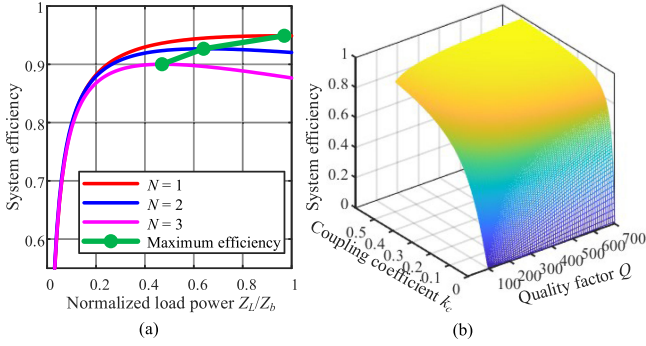 1
0.9
0.8
0.7
0.6
System efficiency
N = 1
N = 2
N = 3
Maximum efficiency
0
0.2
0.4
0.6
0.8
1
Normalized load power Z_L/Z_b
(a)
1
0.8
0.6
0.4
0.2
0
System efficiency
0.5
0.4
0.3
0.2
0.1
0
Coupling coefficient k_c
100
200
300
400
500
600
700
Quality factor Q
(b)